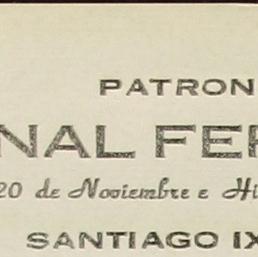 PATRON
NAL FER
20 de Noviembre e Hi
SANTIAGO IX